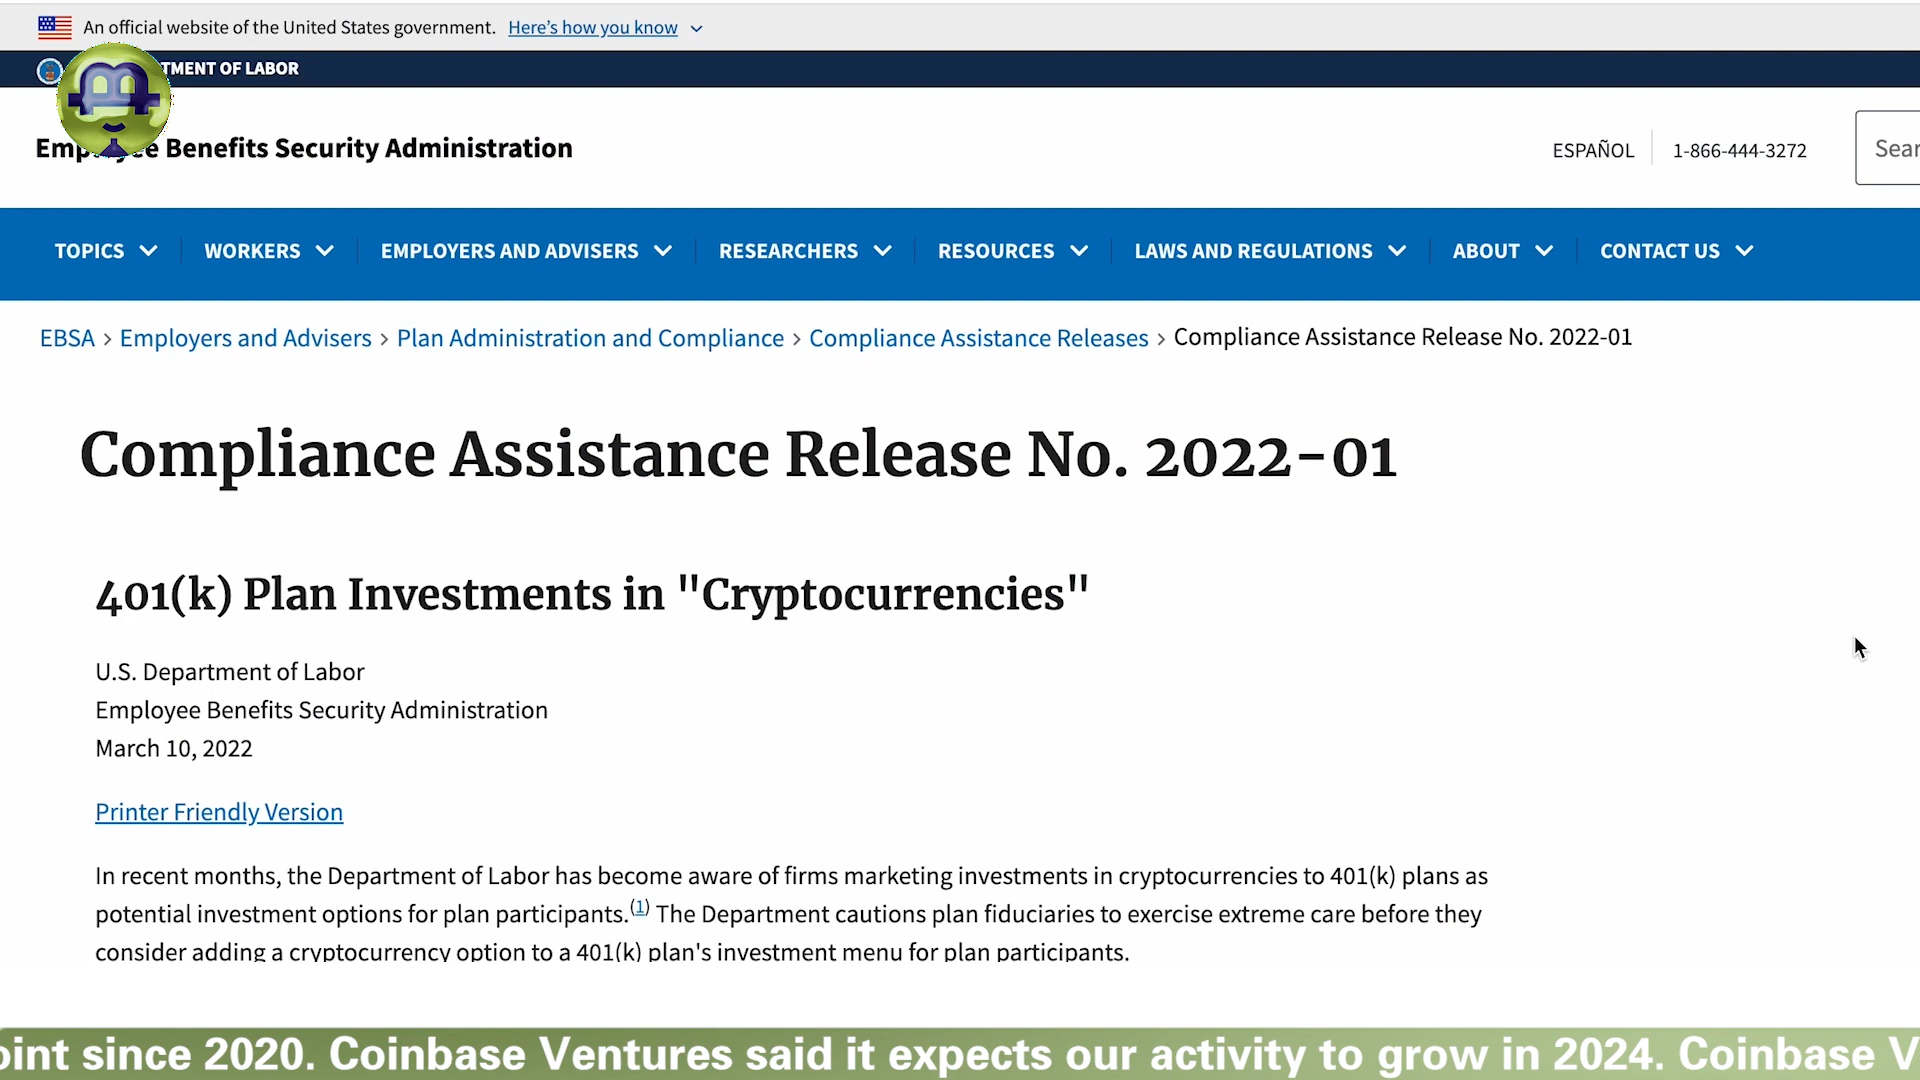 An official website of the United States government. Here's how you know
TMENT OF LABOR
Benefits Security Administration
ESPAÑOL 1-866-444-3272
TOPICS WORKERS EMPLOYERS AND ADVISERS RESEARCHERS RESOURCES LAWS AND REGULATIONS ABOUT CONTACT US
EBSA > Employers and Advisers > Plan Administration and Compliance > Compliance Assistance Releases > Compliance Assistance Release No. 2022-01
Compliance Assistance Release No. 2022-01
401(k) Plan Investments in "Cryptocurrencies"
U.S. Department of Labor
Employee Benefits Security Administration
March 10, 2022
Printer Friendly Version
In recent months, the Department of Labor has become aware of firms marketing investments in cryptocurrencies to 401(k) plans as
potential investment options for plan participants.(1) The Department cautions plan fiduciaries to exercise extreme care before they
consider adding a cryptocurrency option to a 401(k) plan's investment menu for plan participants.
oint since 2020. Coinbase Ventures said it expects our activity to grow in 2024. Coinbase V